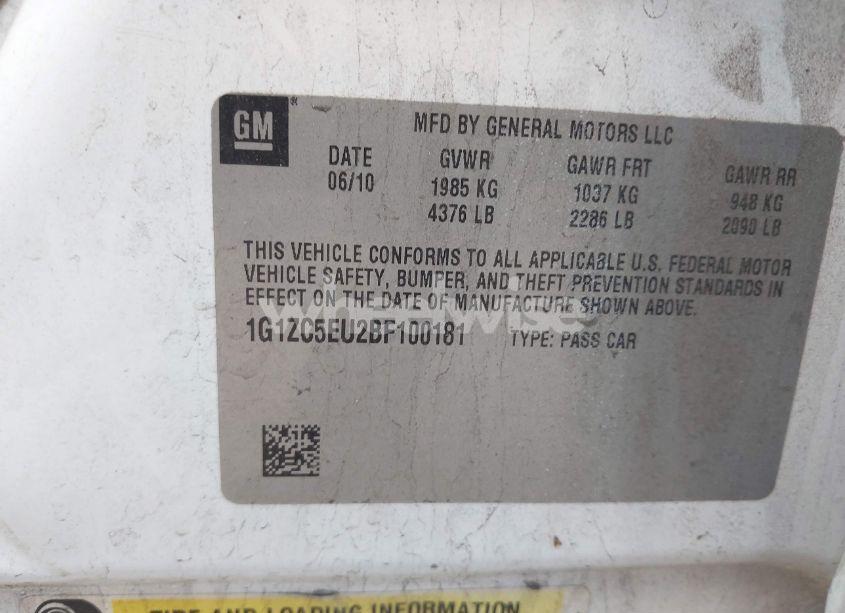 GM
MFD BY GENERAL MOTORS LLC
DATE GVWR GAWR FRT GAWR RR
06/10 1985 KG 1037 KG 948 KG
4376 LB 2286 LB 2090 LB
THIS VEHICLE CONFORMS TO ALL APPLICABLE U.S. FEDERAL MOTOR
VEHICLE SAFETY, BUMPER, AND THEFT PREVENTION STANDARDS IN
EFFECT ON THE DATE OF MANUFACTURE SHOWN ABOVE.
1G1ZC5EU2BF100181 TYPE: PASS CAR
TIRE AND LOADING INFORMATION